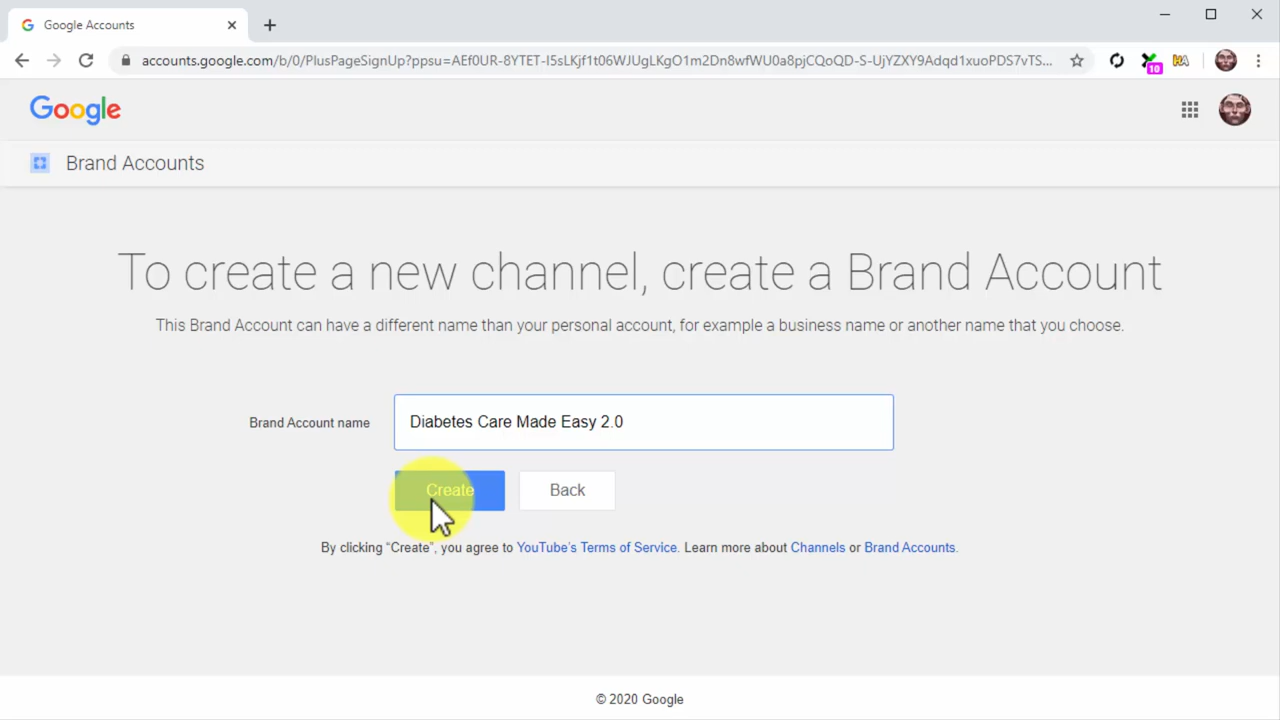 Google Accounts
accounts.google.com/b/0/PlusPageSignUp?ppsu=AEf0UR-8YTET-I5sLKjf1t06WJUgLKgO1m2Dn8wfWU0a8pjCQoQD-S-UjYZXY9Adqd1xuoPDS7vTS...
10
Google
Brand Accounts
To create a new channel, create a Brand Account
This Brand Account can have a different name than your personal account, for example a business name or another name that you choose.
Brand Account name
Diabetes Care Made Easy 2.0
Create Back
By clicking “Create”, you agree to YouTube's Terms of Service. Learn more about Channels or Brand Accounts.
© 2020 Google